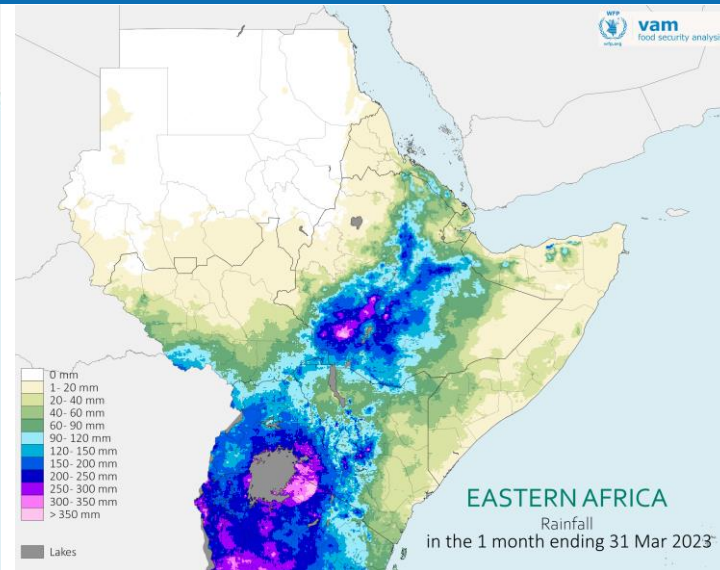 WFP
wfp.org
vam
food security analysis
0 mm
1- 20 mm
20- 40 mm
40- 60 mm
60- 90 mm
90- 120 mm
120- 150 mm
150- 200 mm
200- 250 mm
250- 300 mm
300- 350 mm
> 350 mm
Lakes
EASTERN AFRICA
Rainfall
in the 1 month ending 31 Mar 2023